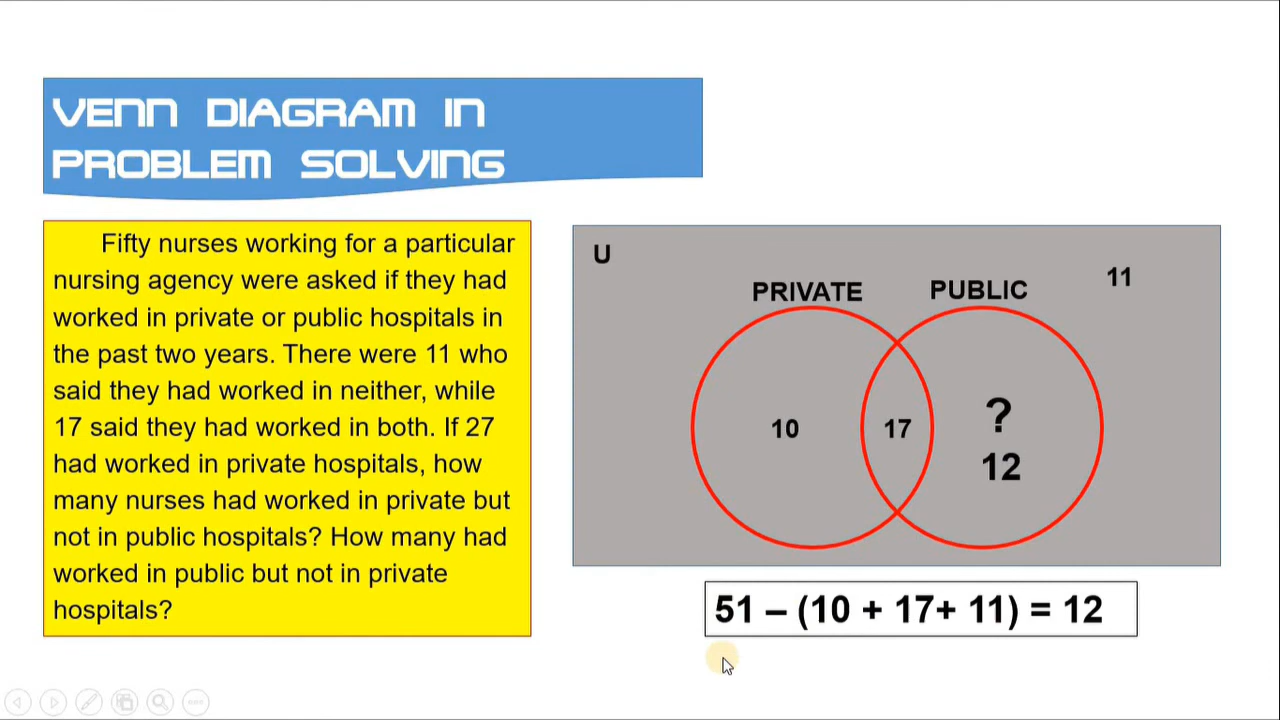 VENN DIAGRAM IN
PROBLEM SOLVING
Fifty nurses working for a particular
nursing agency were asked if they had
worked in private or public hospitals in
the past two years. There were 11 who
said they had worked in neither, while
17 said they had worked in both. If 27
had worked in private hospitals, how
many nurses had worked in private but
not in public hospitals? How many had
worked in public but not in private
hospitals?
U
11
PRIVATE
PUBLIC
10
17
?
12
51 – (10 + 17+ 11) = 12